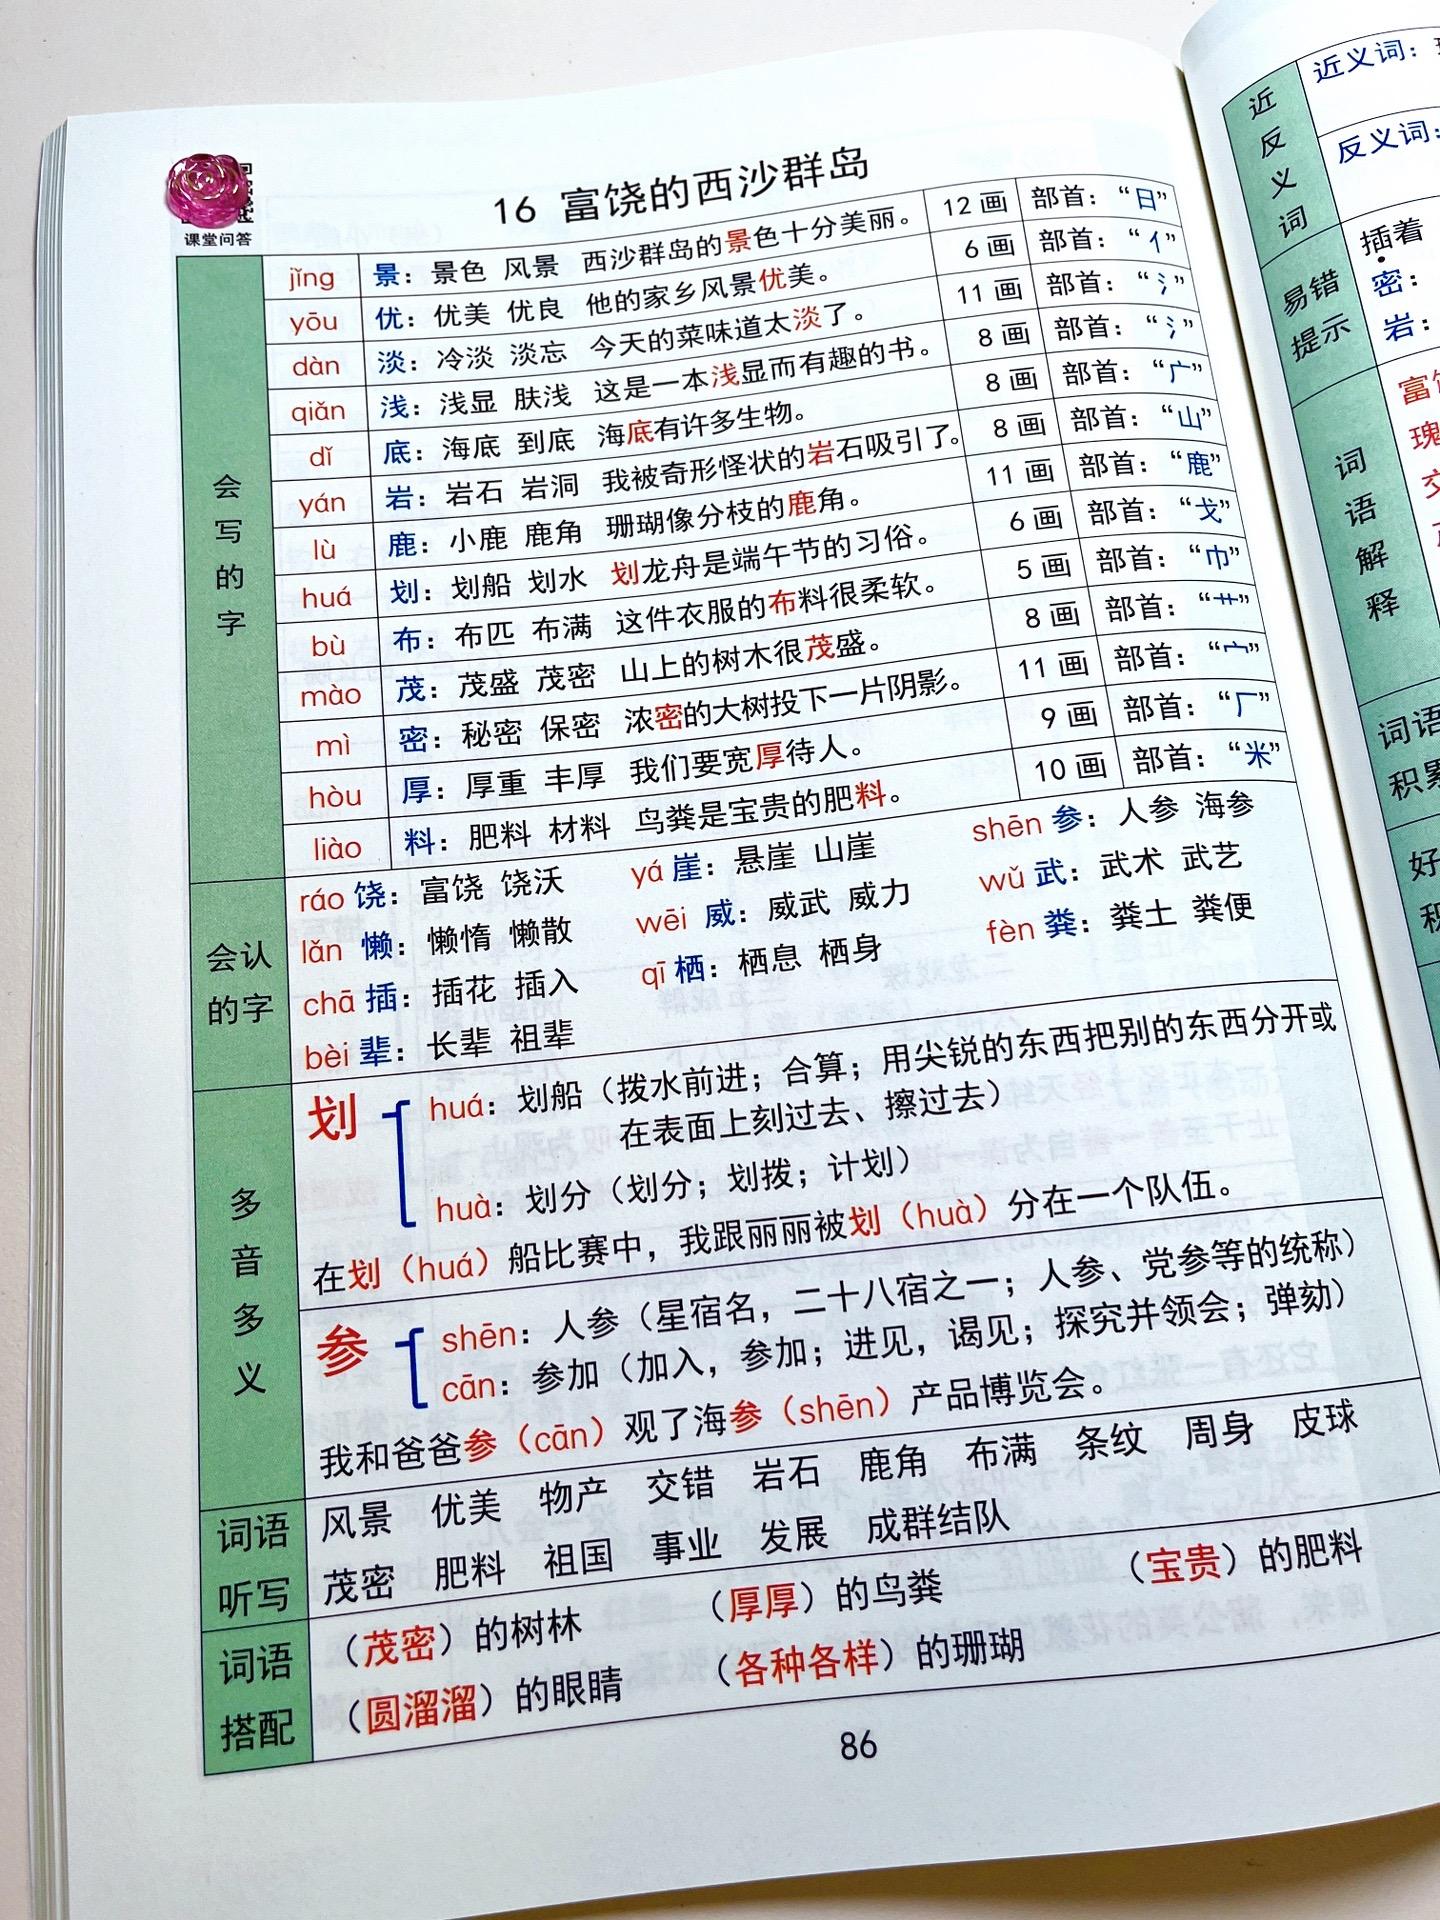 课堂问答
16 富饶的西沙群岛
会写的字
jǐng 景：景色 风景 西沙群岛的景色十分美丽。 12画 部首：“日”
yōu 优：优美 优良 他的家乡风景优美。 6画 部首：“亻”
dàn 淡：冷淡 淡忘 今天的菜味道太淡了。 11画 部首：“氵”
qiǎn 浅：浅显 肤浅 这是一本浅显而有趣的书。 8画 部首：“氵”
dǐ 底：海底 到底 海底有许多生物。 8画 部首：“广”
yán 岩：岩石 岩洞 我被奇形怪状的岩石吸引了。 8画 部首：“山”
lù 鹿：小鹿 鹿角 珊瑚像分枝的鹿角。 11画 部首：“鹿”
huá 划：划船 划水 划龙舟是端午节的习俗。 6画 部首：“戈”
bù 布：布匹 布满 这件衣服的布料很柔软。 5画 部首：“巾”
mào 茂：茂盛 茂密 山上的树木很茂盛。 8画 部首：“艹”
mì 密：秘密 保密 浓密的大树投下一片阴影。 11画 部首：“宀”
hòu 厚：厚重 丰厚 我们要宽厚待人。 9画 部首：“厂”
liào 料：肥料 材料 鸟粪是宝贵的肥料。 10画 部首：“米”
会认的字
ráo 饶：富饶 饶沃 yá 崖：悬崖 山崖 shēn 参：人参 海参
lǎn 懒：懒惰 懒散 wēi 威：威武 威力 wǔ 武：武术 武艺
chā 插：插花 插入 qī 栖：栖息 栖身 fèn 粪：粪土 粪便
bèi 辈：长辈 祖辈
多音多义
划 huá：划船（拨水前进；合算；用尖锐的东西把别的东西分开或
在表面上刻过去、擦过去）
huà：划分（划分；划拨；计划）
在划（huá）船比赛中，我跟丽丽被划（huà）分在一个队伍。
参 shēn：人参（星宿名，二十八宿之一；人参、党参等的统称）
cān：参加（加入，参加；进见，谒见；探究并领会；弹劾）
我和爸爸参（cān）观了海参（shēn）产品博览会。
词语听写
风景 优美 物产 交错 岩石 鹿角 布满 条纹 周身 皮球
茂密 肥料 祖国 事业 发展 成群结队
词语搭配
（茂密）的树林 （厚厚）的鸟粪 （宝贵）的肥料
（圆溜溜）的眼睛 （各种各样）的珊瑚
86
近反义词
近义词：
反义词：
易错提示
插着
密：
岩：
词语解释
富饶
词语
积累
好